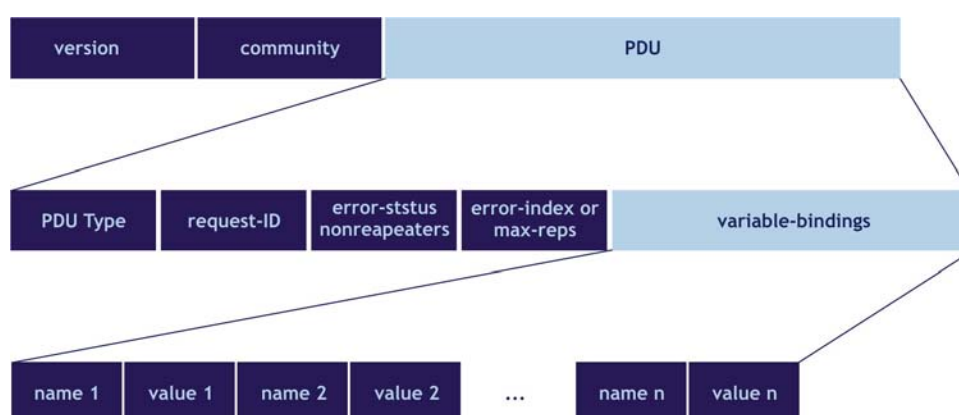 version
community
PDU
PDU Type
request-ID
error-ststus
nonreapeaters
error-index or
max-reps
variable-bindings
name 1
value 1
name 2
value 2
...
name n
value n